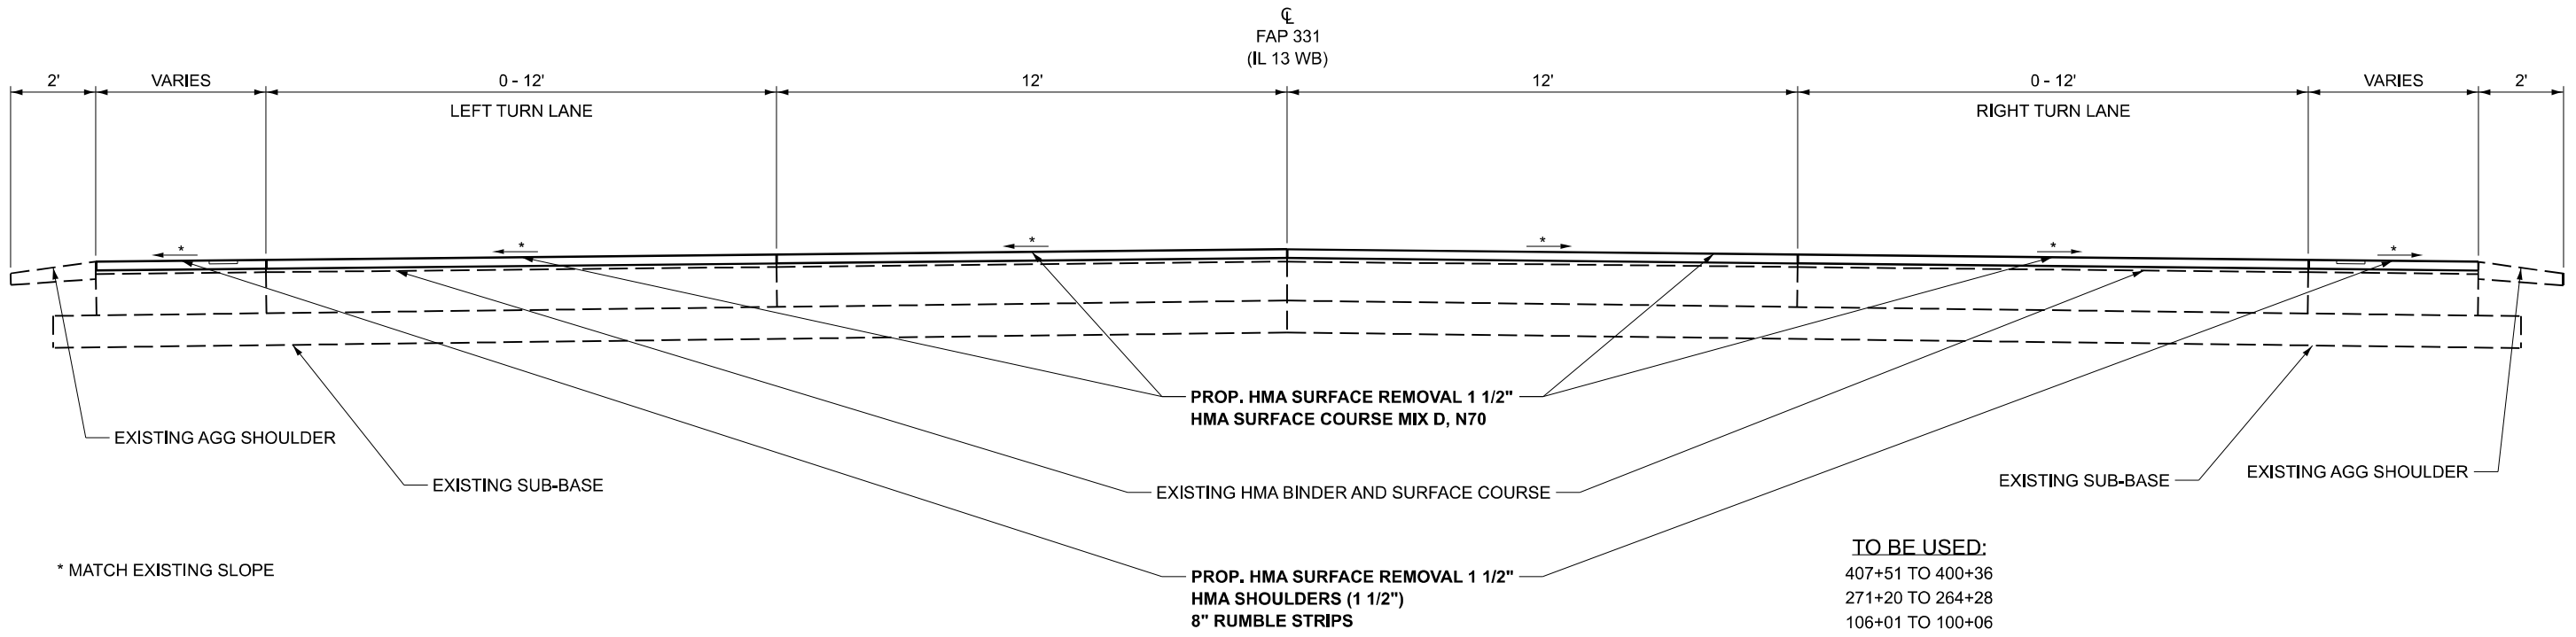 ℄
FAP 331
(IL 13 WB)
2' VARIES 0 - 12' 12' 12' 0 - 12' VARIES 2'
LEFT TURN LANE RIGHT TURN LANE
* * * * * *
PROP. HMA SURFACE REMOVAL 1 1/2"
HMA SURFACE COURSE MIX D, N70
EXISTING AGG SHOULDER
EXISTING SUB-BASE
EXISTING HMA BINDER AND SURFACE COURSE
EXISTING SUB-BASE
EXISTING AGG SHOULDER
* MATCH EXISTING SLOPE
PROP. HMA SURFACE REMOVAL 1 1/2"
HMA SHOULDERS (1 1/2")
8" RUMBLE STRIPS
TO BE USED:
407+51 TO 400+36
271+20 TO 264+28
106+01 TO 100+06